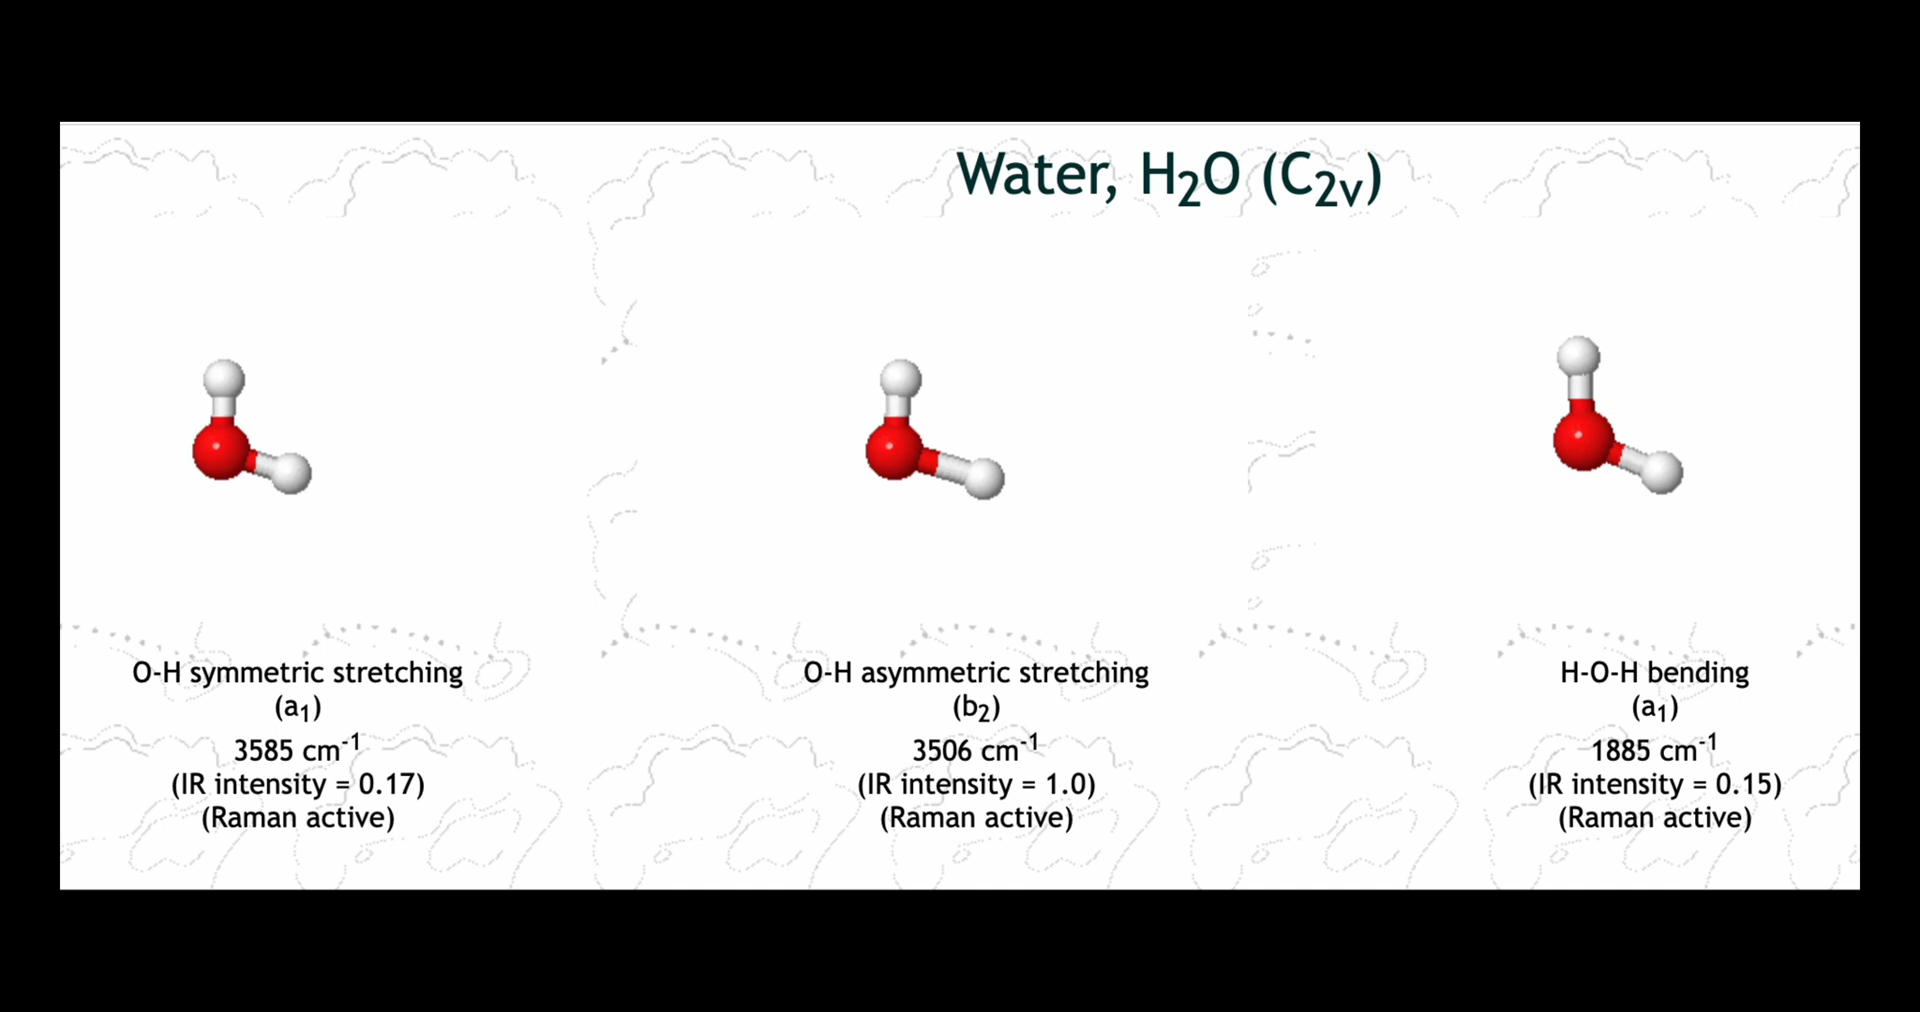 Water, H₂O (C₂ᵥ)
O-H symmetric stretching
(a₁)
3585 cm⁻¹
(IR intensity = 0.17)
(Raman active)
O-H asymmetric stretching
(b₂)
3506 cm⁻¹
(IR intensity = 1.0)
(Raman active)
H-O-H bending
(a₁)
1885 cm⁻¹
(IR intensity = 0.15)
(Raman active)